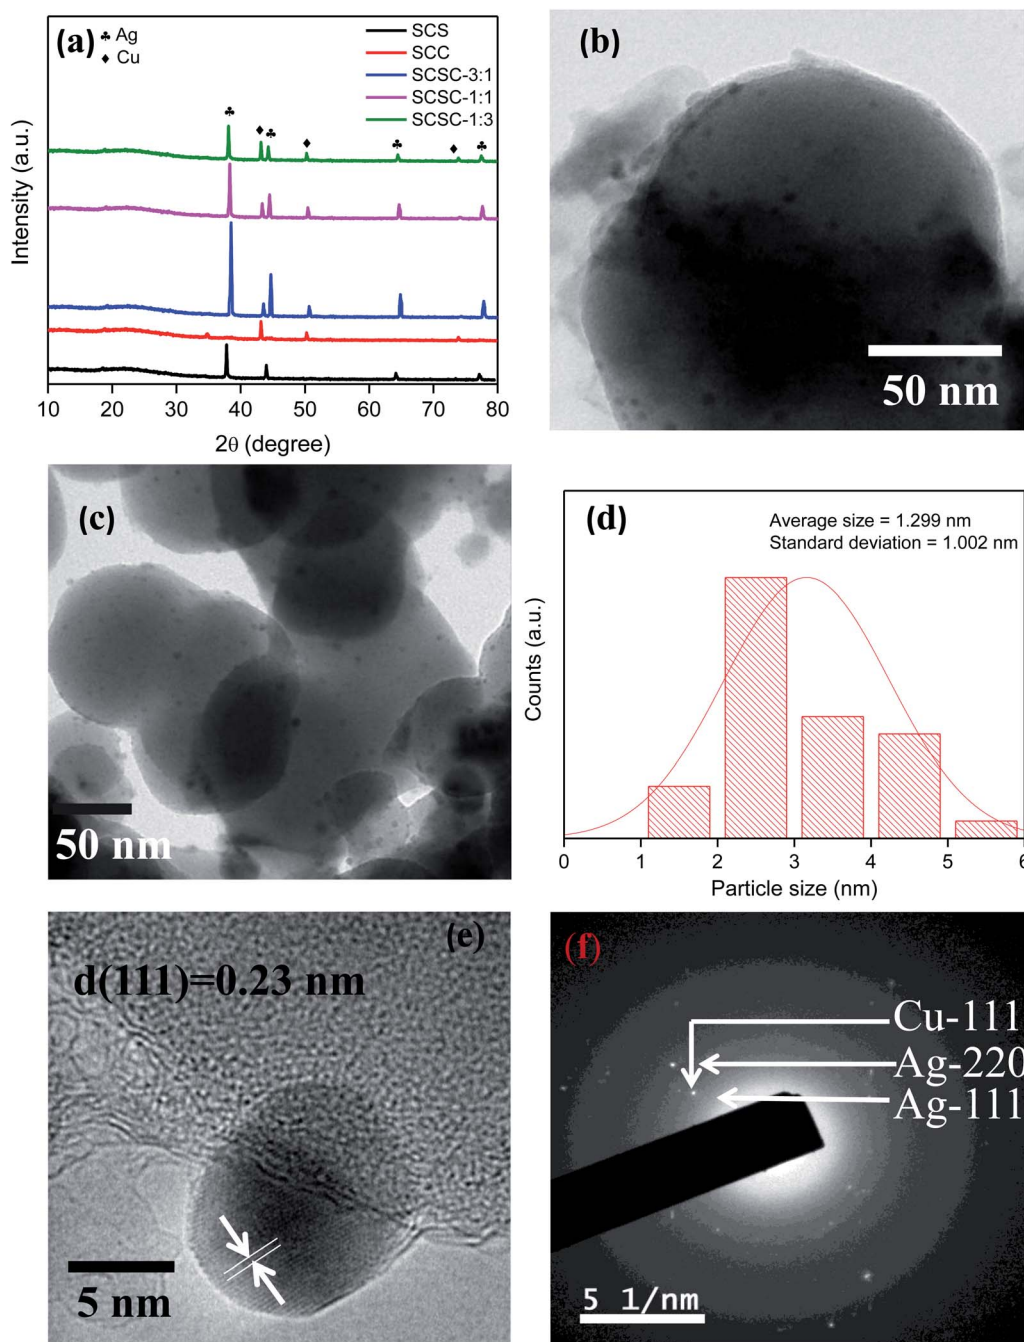 (a)
♣ Ag
♦ Cu
SCS
SCC
SCSC-3:1
SCSC-1:1
SCSC-1:3
Intensity (a.u.)
10 20 30 40 50 60 70 80
2θ (degree)
(b)
50 nm
(c)
50 nm
(d)
Average size = 1.299 nm
Standard deviation = 1.002 nm
Counts (a.u.)
0 1 2 3 4 5 6
Particle size (nm)
(e)
d(111)=0.23 nm
5 nm
(f)
Cu-111
Ag-220
Ag-111
5 1/nm